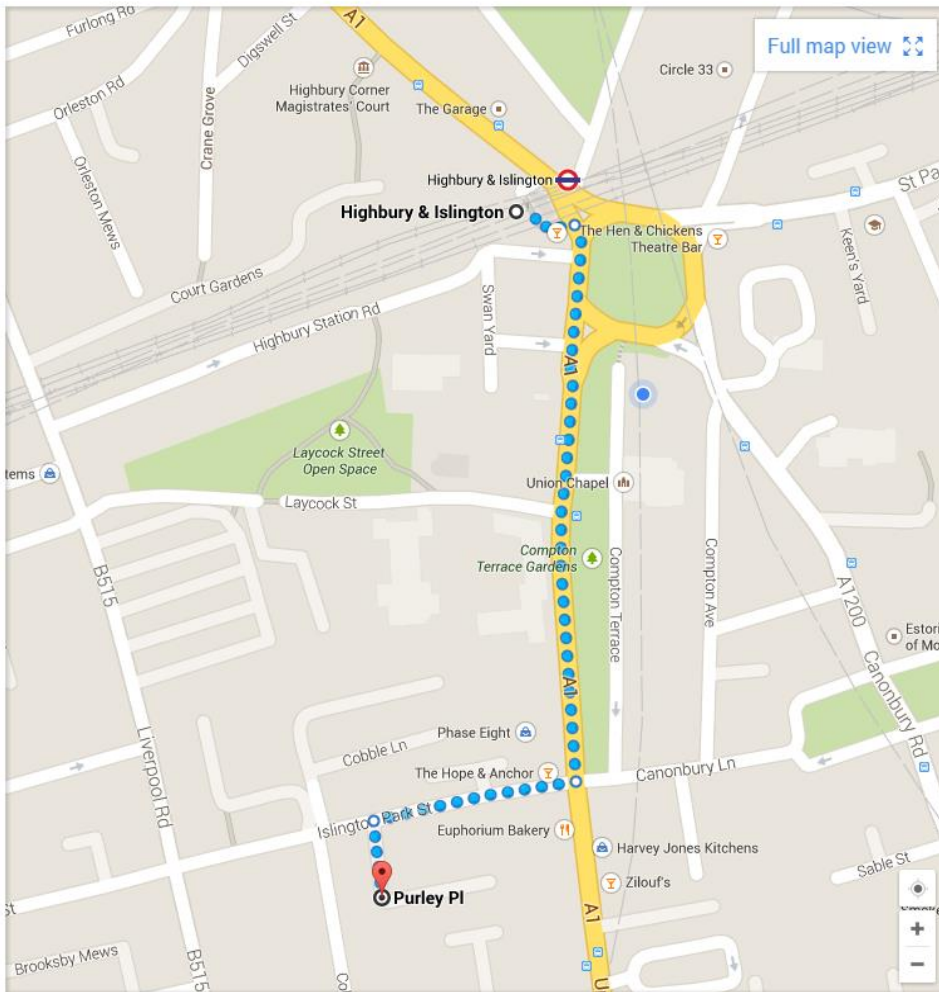 Furlong Rd
A1
Full map view
Digswell St
Orleston Rd
Crane Grove
Highbury Corner
Magistrates' Court
The Garage
Circle 33
Orleston Mews
Highbury & Islington
Highbury & Islington
St Pa
The Hen & Chickens
Theatre Bar
Keen's Yard
Court Gardens
Highbury Station Rd
Swan Yard
A1
Laycock Street
Open Space
tems
Union Chapel
Laycock St
Compton
Terrace Gardens
Compton Terrace
Compton Ave
B515
A1200
Estori
of Mo
Canonbury Rd
A1
Liverpool Rd
Cobble Ln
Phase Eight
The Hope & Anchor
Canonbury Ln
Islington Park St
Euphorium Bakery
Harvey Jones Kitchens
Sable St
Zilouf's
Purley Pl
St
A1
Brooksby Mews
B515
Co
U
+
−